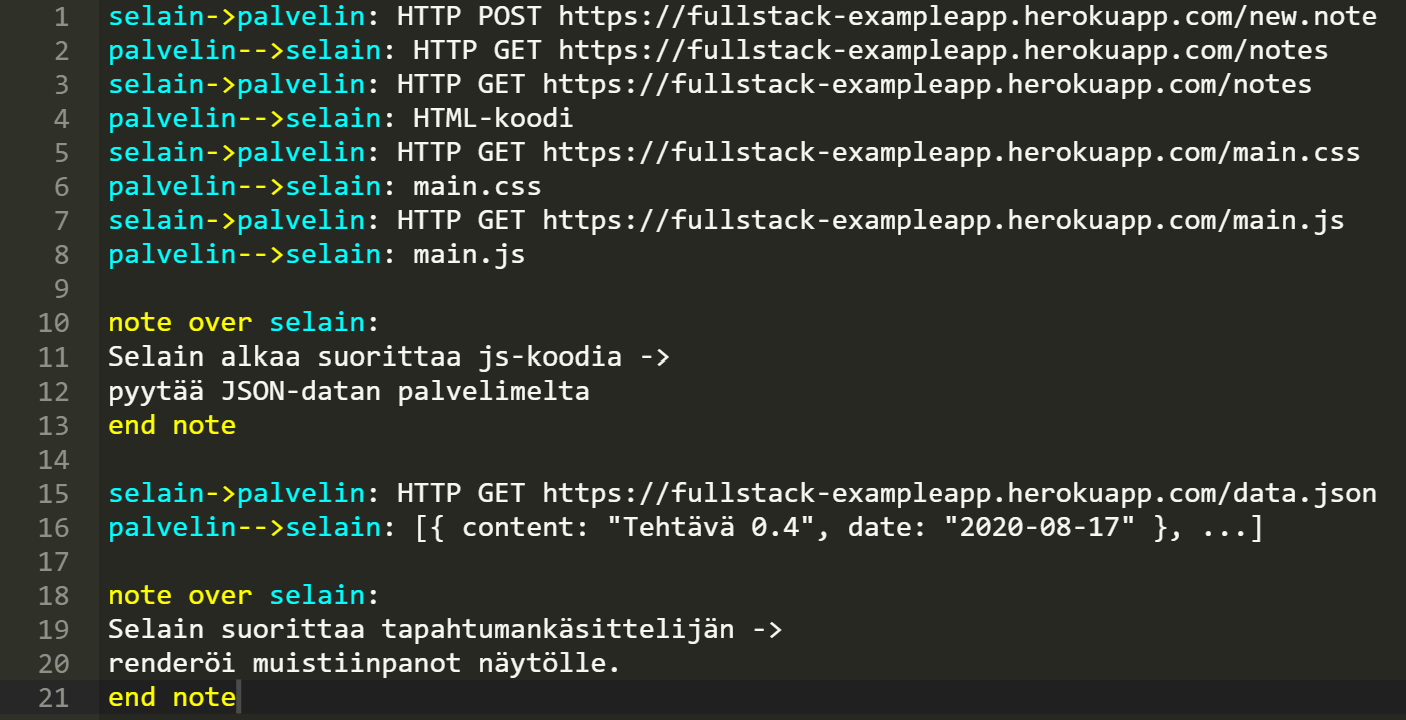 1 selain->palvelin: HTTP POST https://fullstack-exampleapp.herokuapp.com/new.note
2 palvelin-->selain: HTTP GET https://fullstack-exampleapp.herokuapp.com/notes
3 selain->palvelin: HTTP GET https://fullstack-exampleapp.herokuapp.com/notes
4 palvelin-->selain: HTML-koodi
5 selain->palvelin: HTTP GET https://fullstack-exampleapp.herokuapp.com/main.css
6 palvelin-->selain: main.css
7 selain->palvelin: HTTP GET https://fullstack-exampleapp.herokuapp.com/main.js
8 palvelin-->selain: main.js
9
10 note over selain:
11 Selain alkaa suorittaa js-koodia ->
12 pyytää JSON-datan palvelimelta
13 end note
14
15 selain->palvelin: HTTP GET https://fullstack-exampleapp.herokuapp.com/data.json
16 palvelin-->selain: [{ content: "Tehtävä 0.4", date: "2020-08-17" }, ...]
17
18 note over selain:
19 Selain suorittaa tapahtumankäsittelijän ->
20 renderöi muistiinpanot näytölle.
21 end note